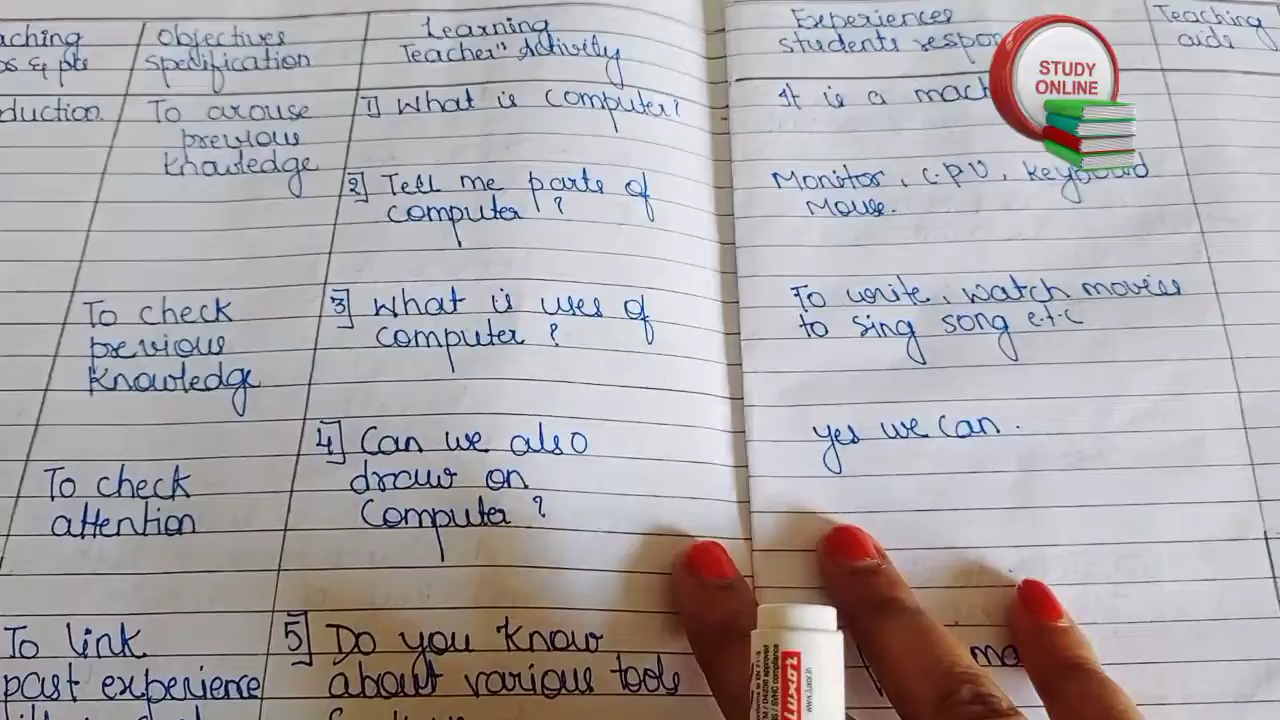 Objectives
specification
Learning
Teacher" Activity
Experiences
students respon
Teaching
aids
To arouse
previous
knowledge
1] What is computer?
It is a mach
2] Tell me parts of
computer ?
Monitor, C.P.U, keyboard
Mouse.
To check
previous
knowledge
3] What is uses of
computer ?
To write, watch movies
to sing song e.t.c
To check
attention
4] Can we also
draw on
computer ?
yes we can.
To link
past experience
5] Do you know
about various tools
STUDY
ONLINE
LUXOR